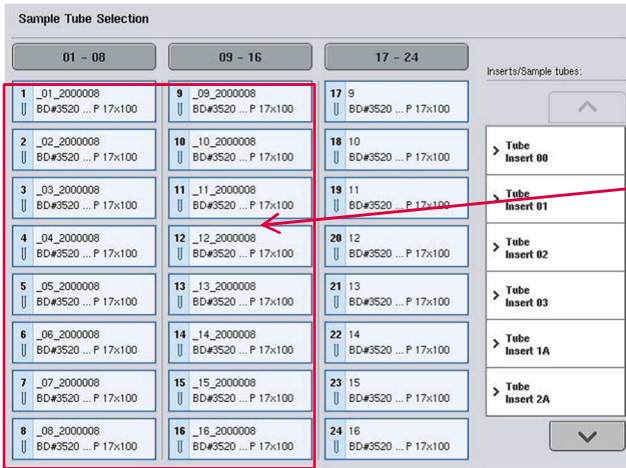 Sample Tube Selection
01 - 08
09 - 16
17 - 24
Inserts/Sample tubes:
1 _01_2000008
BD#3520 ... P 17x100
2 _02_2000008
BD#3520 ... P 17x100
3 _03_2000008
BD#3520 ... P 17x100
4 _04_2000008
BD#3520 ... P 17x100
5 _05_2000008
BD#3520 ... P 17x100
6 _06_2000008
BD#3520 ... P 17x100
7 _07_2000008
BD#3520 ... P 17x100
8 _08_2000008
BD#3520 ... P 17x100
9 _09_2000008
BD#3520 ... P 17x100
10 _10_2000008
BD#3520 ... P 17x100
11 _11_2000008
BD#3520 ... P 17x100
12 _12_2000008
BD#3520 ... P 17x100
13 _13_2000008
BD#3520 ... P 17x100
14 _14_2000008
BD#3520 ... P 17x100
15 _15_2000008
BD#3520 ... P 17x100
16 _16_2000008
BD#3520 ... P 17x100
17 9
BD#3520 ... P 17x100
18 10
BD#3520 ... P 17x100
19 11
BD#3520 ... P 17x100
20 12
BD#3520 ... P 17x100
21 13
BD#3520 ... P 17x100
22 14
BD#3520 ... P 17x100
23 15
BD#3520 ... P 17x100
24 16
BD#3520 ... P 17x100
Tube
Insert 00
Tube
Insert 01
Tube
Insert 02
Tube
Insert 03
Tube
Insert 1A
Tube
Insert 2A